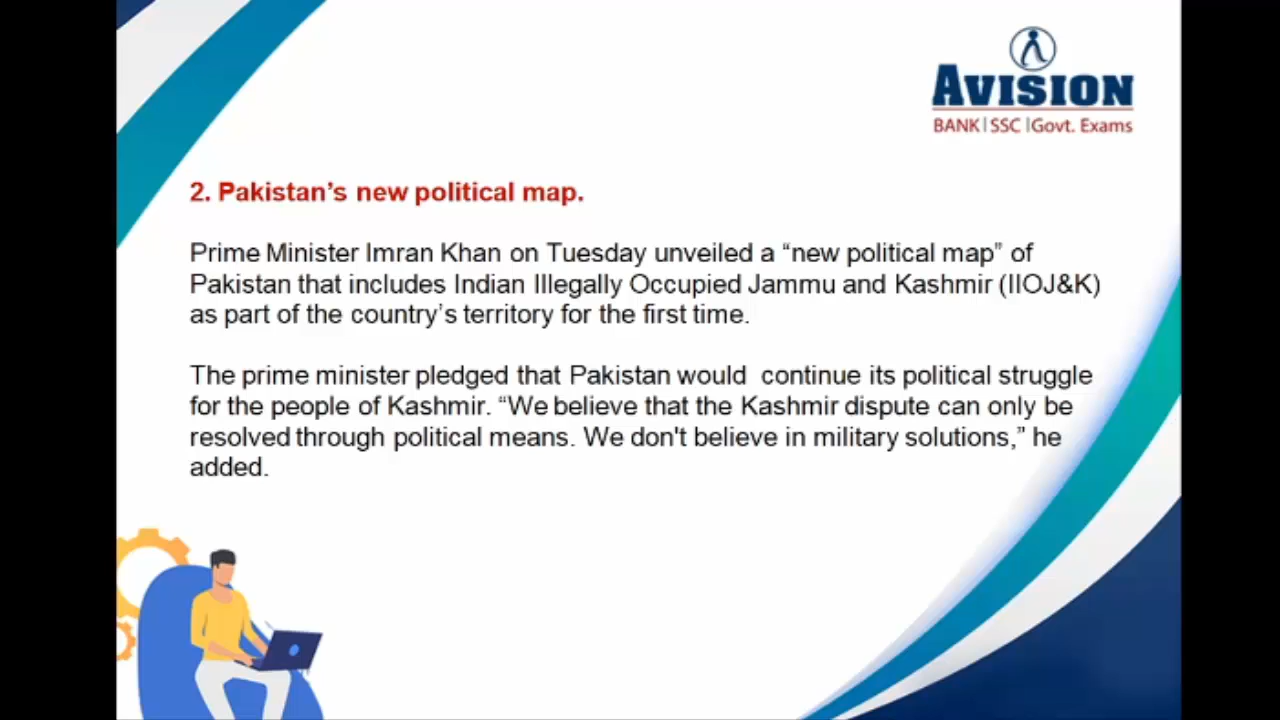 AVISION
BANK | SSC | Govt. Exams
2. Pakistan’s new political map.
Prime Minister Imran Khan on Tuesday unveiled a “new political map” of
Pakistan that includes Indian Illegally Occupied Jammu and Kashmir (IIOJ&K)
as part of the country’s territory for the first time.
The prime minister pledged that Pakistan would continue its political struggle
for the people of Kashmir. “We believe that the Kashmir dispute can only be
resolved through political means. We don't believe in military solutions,” he
added.